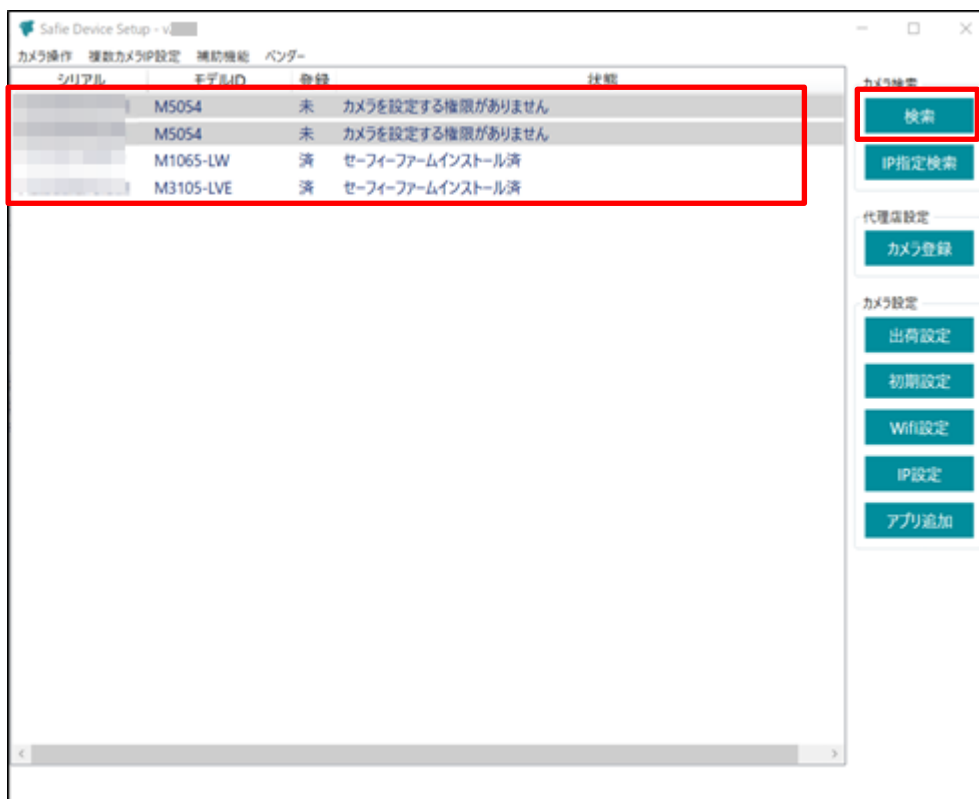 Safie Device Setup - v.
カメラ操作 複数カメラIP設定 補助機能 ベンダー
シリアル モデルID 登録 状態
M5054 未 カメラを設定する権限がありません
M5054 未 カメラを設定する権限がありません
M1065-LW 済 セーフィーファームインストール済
M3105-LVE 済 セーフィーファームインストール済
カメラ検索
検索
IP指定検索
代理店設定
カメラ登録
カメラ設定
出荷設定
初期設定
Wifi設定
IP設定
アプリ追加